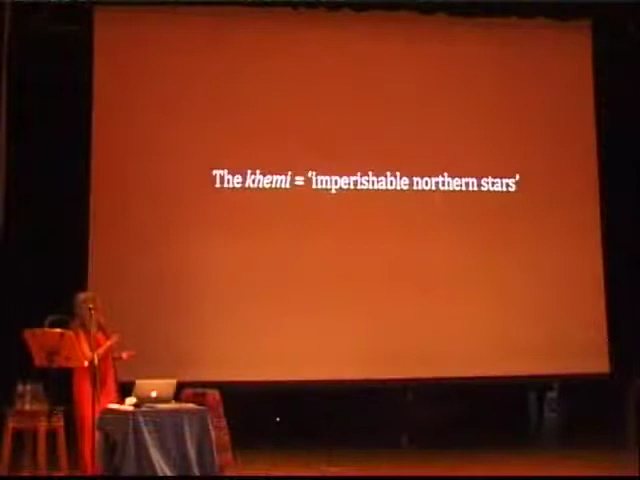 The khemi = ‘imperishable northern stars’